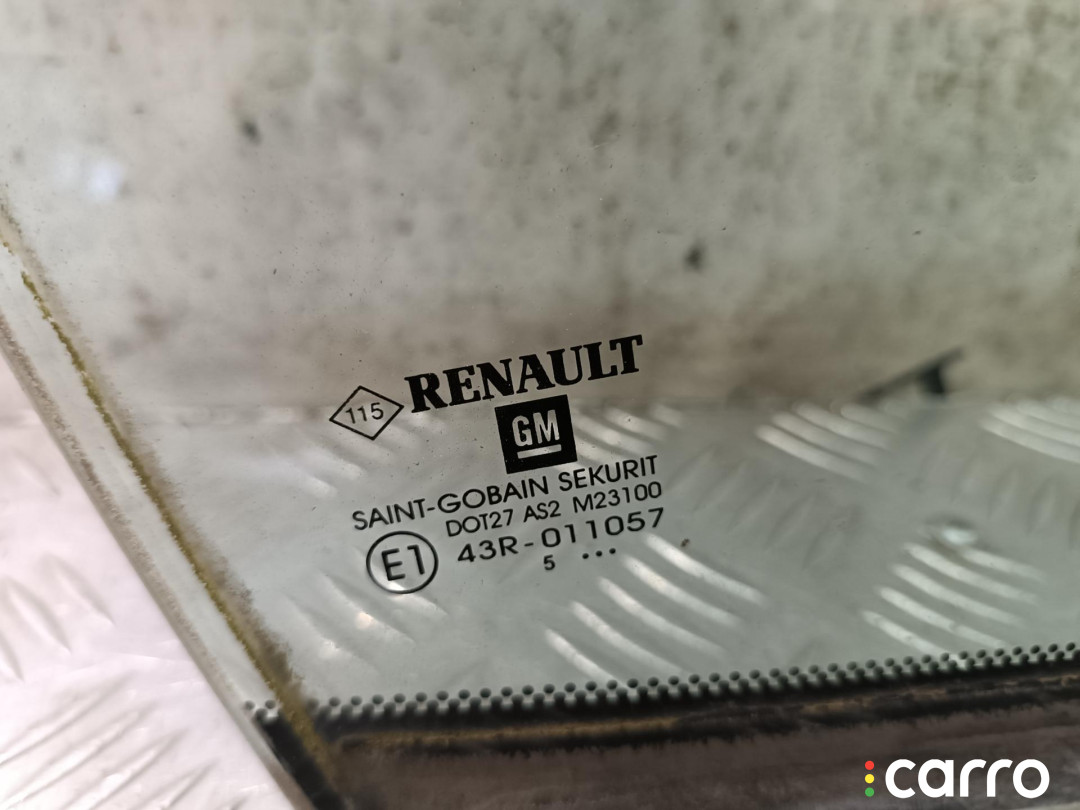 115 RENAULT
GM
SAINT-GOBAIN SEKURIT
DOT27 AS2 M23100
E1 43R-011057
5 ...
carro